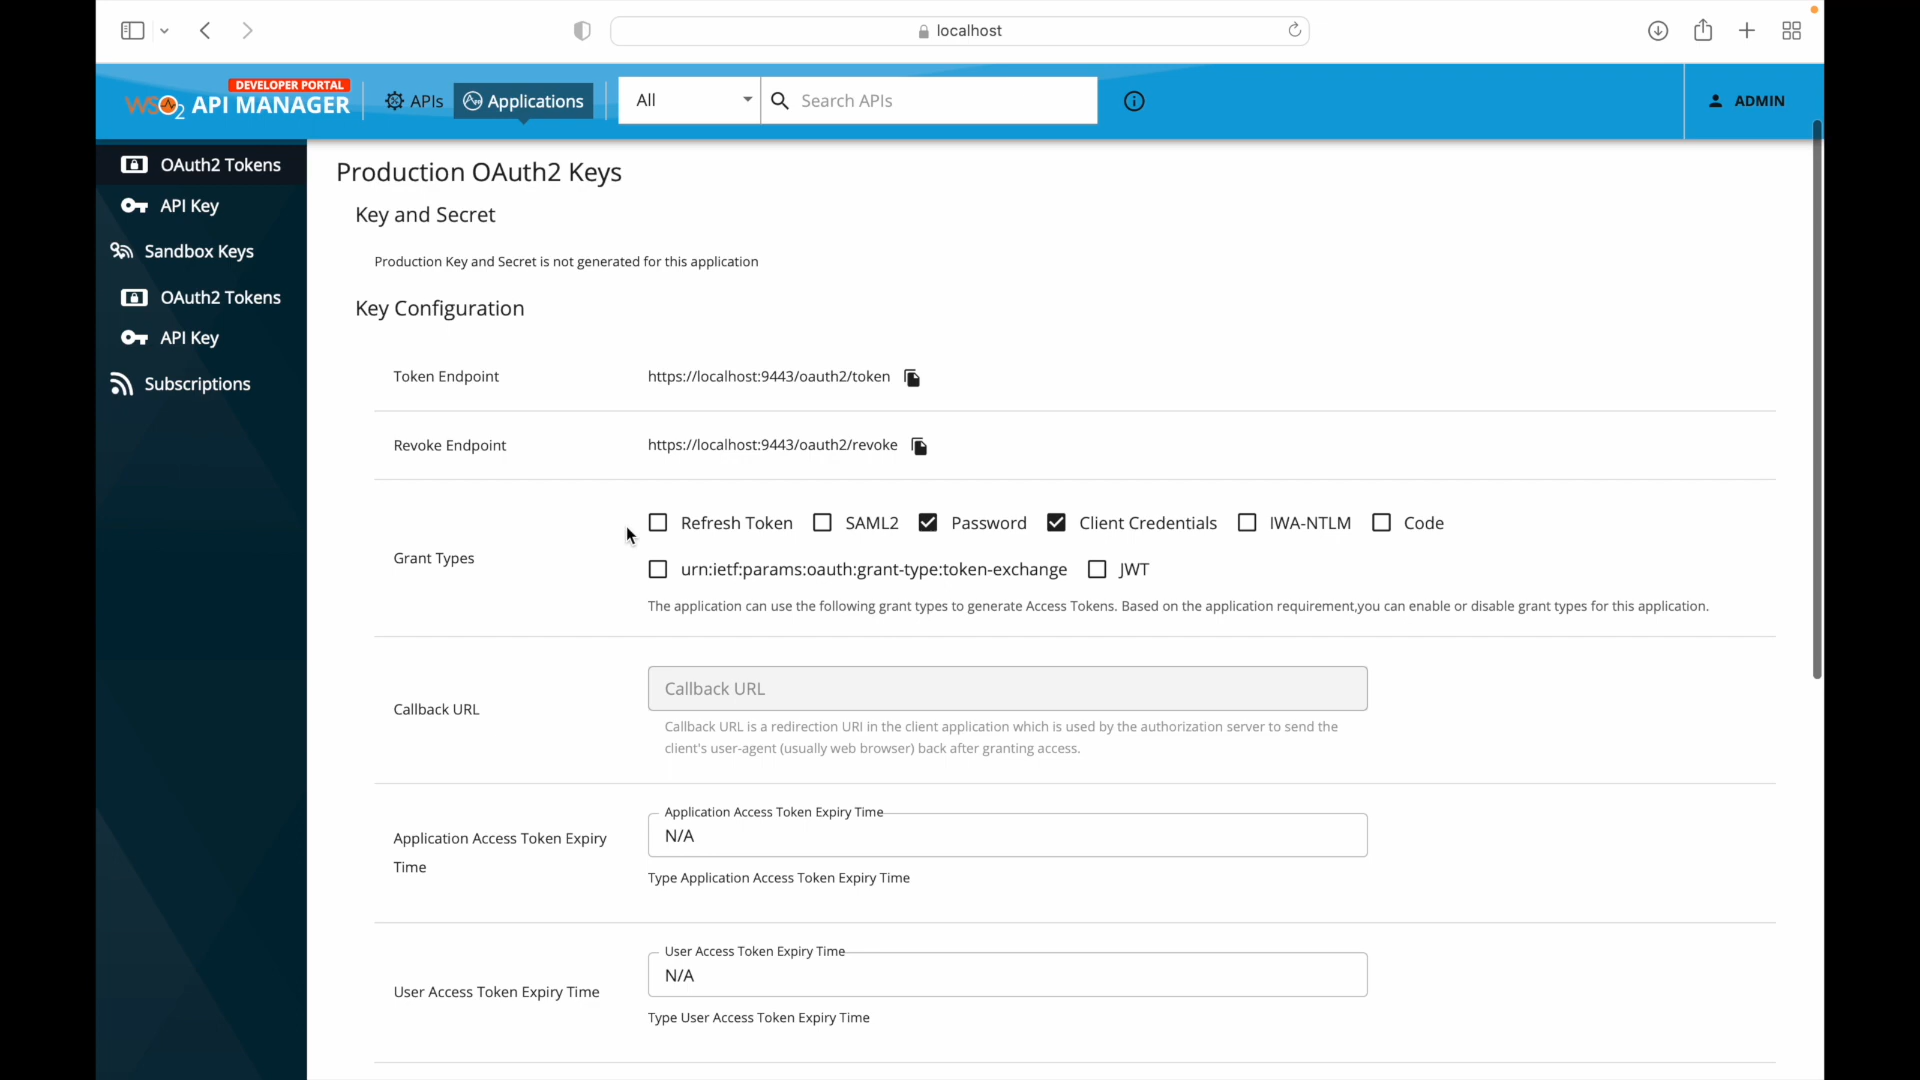 localhost
DEVELOPER PORTAL
WSO2 API MANAGER
APIs
Applications
All
Search APIs
ADMIN
OAuth2 Tokens
API Key
Sandbox Keys
OAuth2 Tokens
API Key
Subscriptions
Production OAuth2 Keys
Key and Secret
Production Key and Secret is not generated for this application
Key Configuration
Token Endpoint
https://localhost:9443/oauth2/token
Revoke Endpoint
https://localhost:9443/oauth2/revoke
Grant Types
Refresh Token SAML2 Password Client Credentials IWA-NTLM Code
urn:ietf:params:oauth:grant-type:token-exchange JWT
The application can use the following grant types to generate Access Tokens. Based on the application requirement,you can enable or disable grant types for this application.
Callback URL
Callback URL
Callback URL is a redirection URI in the client application which is used by the authorization server to send the
client's user-agent (usually web browser) back after granting access.
Application Access Token Expiry
Time
Application Access Token Expiry Time
N/A
Type Application Access Token Expiry Time
User Access Token Expiry Time
User Access Token Expiry Time
N/A
Type User Access Token Expiry Time